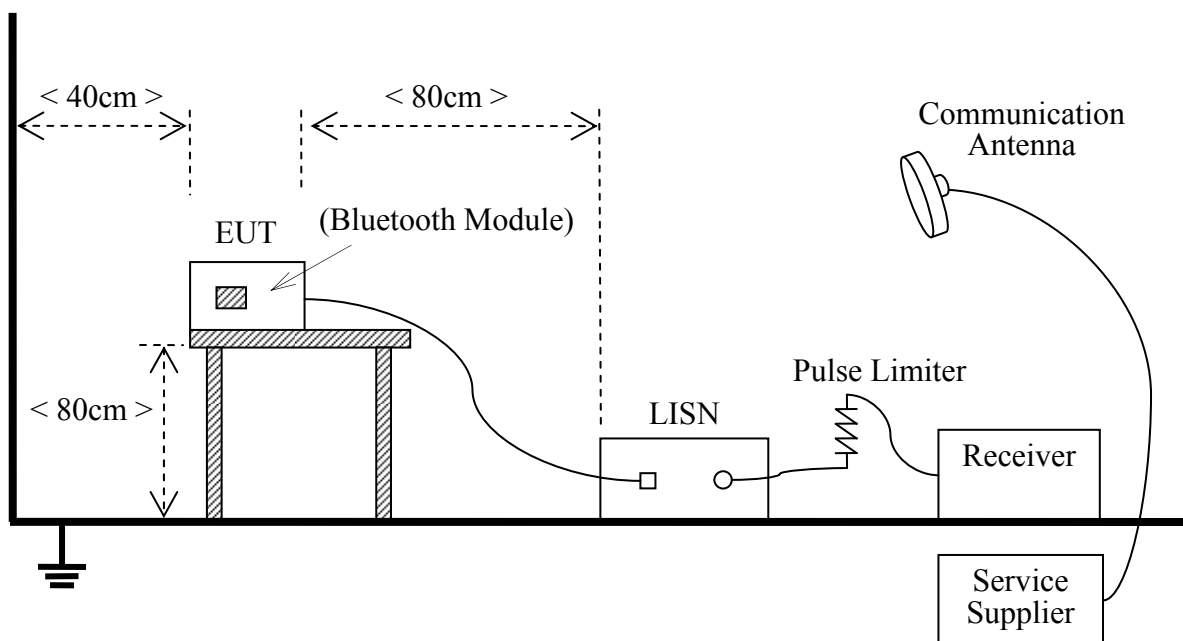 < 40cm >
< 80cm >
Communication
Antenna
(Bluetooth Module)
EUT
Pulse Limiter
< 80cm >
LISN
Receiver
Service
Supplier